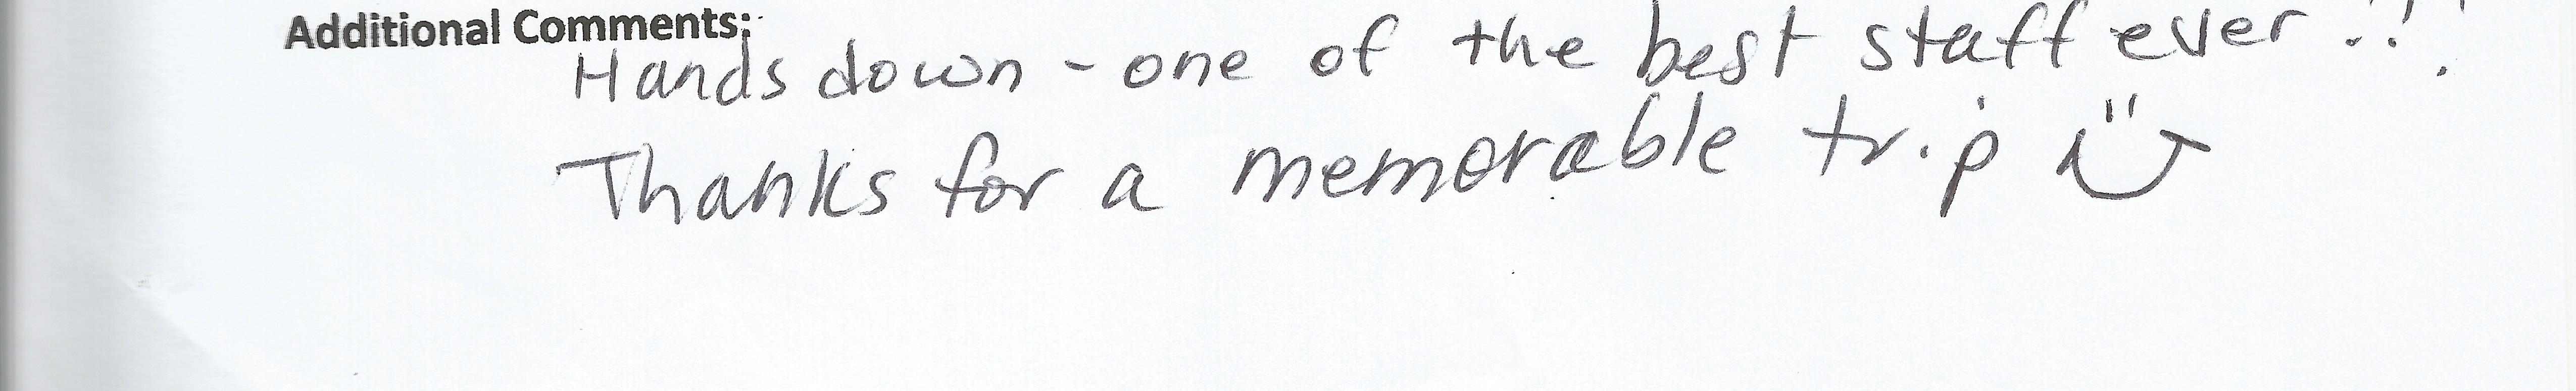 Additional Comments:
Hands down - one of the best staff ever!!!
Thanks for a memorable trip